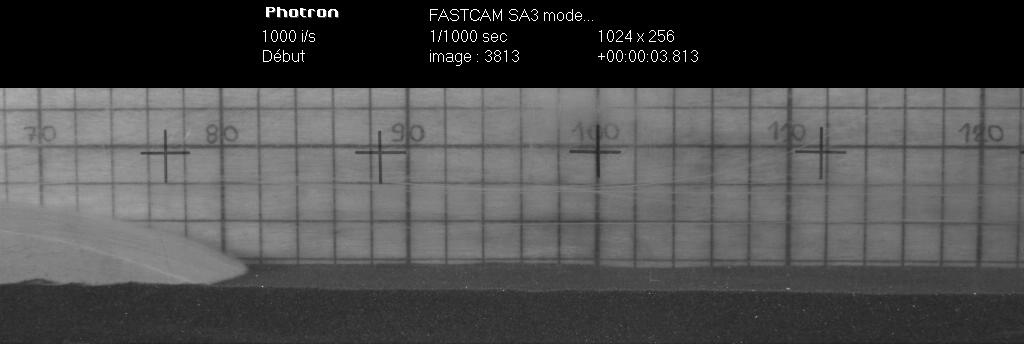 Photron FASTCAM SA3 mode...
1000 i/s 1/1000 sec 1024 x 256
Début image : 3813 +00:00:03.813
70 80 90 100 110 120